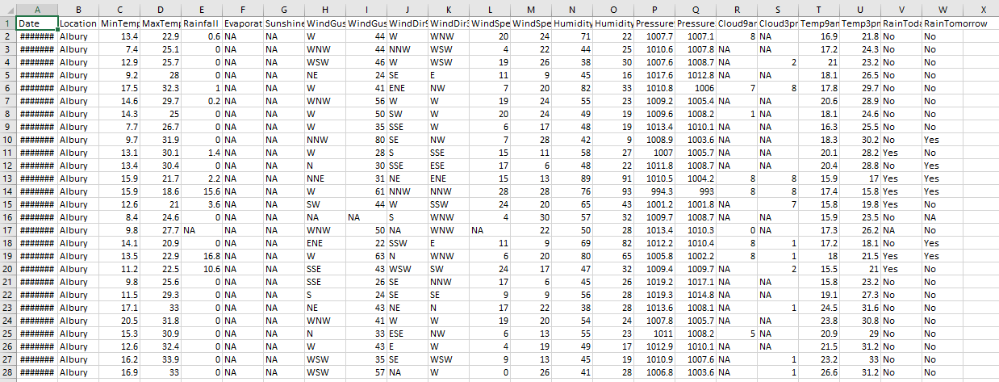 A B C D E F G H I J K L M N O P Q R S T U V W X
1 Date Location MinTemp MaxTemp Rainfall Evaporat Sunshine WindGus WindGus WindDir9 WindDir3 WindSpe WindSpe Humidity Humidity Pressure Pressure Cloud9ar Cloud3pr Temp9an Temp3pn RainToda RainTomorrow
2 ####### Albury 13.4 22.9 0.6 NA NA W 44 W WNW 20 24 71 22 1007.7 1007.1 8 NA 16.9 21.8 No No
3 ####### Albury 7.4 25.1 0 NA NA WNW 44 NNW WSW 4 22 44 25 1010.6 1007.8 NA NA 17.2 24.3 No No
4 ####### Albury 12.9 25.7 0 NA NA WSW 46 W WSW 19 26 38 30 1007.6 1008.7 NA 2 21 23.2 No No
5 ####### Albury 9.2 28 0 NA NA NE 24 SE E 11 9 45 16 1017.6 1012.8 NA NA 18.1 26.5 No No
6 ####### Albury 17.5 32.3 1 NA NA W 41 ENE NW 7 20 82 33 1010.8 1006 7 8 17.8 29.7 No No
7 ####### Albury 14.6 29.7 0.2 NA NA WNW 56 W W 19 24 55 23 1009.2 1005.4 NA NA 20.6 28.9 No No
8 ####### Albury 14.3 25 0 NA NA W 50 SW W 20 24 49 19 1009.6 1008.2 1 NA 18.1 24.6 No No
9 ####### Albury 7.7 26.7 0 NA NA W 35 SSE W 6 17 48 19 1013.4 1010.1 NA NA 16.3 25.5 No No
10 ####### Albury 9.7 31.9 0 NA NA NNW 80 SE NW 7 28 42 9 1008.9 1003.6 NA NA 18.3 30.2 No Yes
11 ####### Albury 13.1 30.1 1.4 NA NA W 28 S SSE 15 11 58 27 1007 1005.7 NA NA 20.1 28.2 Yes No
12 ####### Albury 13.4 30.4 0 NA NA N 30 SSE ESE 17 6 48 22 1011.8 1008.7 NA NA 20.4 28.8 No Yes
13 ####### Albury 15.9 21.7 2.2 NA NA NNE 31 NE ENE 15 13 89 91 1010.5 1004.2 8 8 15.9 17 Yes Yes
14 ####### Albury 15.9 18.6 15.6 NA NA W 61 NNW NNW 28 28 76 93 994.3 993 8 8 17.4 15.8 Yes Yes
15 ####### Albury 12.6 21 3.6 NA NA SW 44 W SSW 24 20 65 43 1001.2 1001.8 NA 7 15.8 19.8 Yes No
16 ####### Albury 8.4 24.6 0 NA NA NA NA S WNW 4 30 57 32 1009.7 1008.7 NA NA 15.9 23.5 No NA
17 ####### Albury 9.8 27.7 NA NA NA WNW 50 NA WNW NA 22 50 28 1013.4 1010.3 0 NA 17.3 26.2 NA No
18 ####### Albury 14.1 20.9 0 NA NA ENE 22 SSW E 11 9 69 82 1012.2 1010.4 8 1 17.2 18.1 No Yes
19 ####### Albury 13.5 22.9 16.8 NA NA W 63 N WNW 6 20 80 65 1005.8 1002.2 8 1 18 21.5 Yes Yes
20 ####### Albury 11.2 22.5 10.6 NA NA SSE 43 WSW SW 24 17 47 32 1009.4 1009.7 NA 2 15.5 21 Yes No
21 ####### Albury 9.8 25.6 0 NA NA SSE 26 SE NNW 17 6 45 26 1019.2 1017.1 NA NA 15.8 23.2 No No
22 ####### Albury 11.5 29.3 0 NA NA S 24 SE SE 9 9 56 28 1019.3 1014.8 NA NA 19.1 27.3 No No
23 ####### Albury 17.1 33 0 NA NA NE 43 NE N 17 22 38 28 1013.6 1008.1 NA 1 24.5 31.6 No No
24 ####### Albury 20.5 31.8 0 NA NA WNW 41 W W 19 20 54 24 1007.8 1005.7 NA NA 23.8 30.8 No No
25 ####### Albury 15.3 30.9 0 NA NA N 33 ESE NW 6 13 55 23 1011 1008.2 5 NA 20.9 29 No No
26 ####### Albury 12.6 32.4 0 NA NA W 43 E W 4 19 49 17 1012.9 1010.1 NA NA 21.5 31.2 No No
27 ####### Albury 16.2 33.9 0 NA NA WSW 35 SE WSW 9 13 45 19 1010.9 1007.6 NA 1 23.2 33 No No
28 ####### Albury 16.9 33 0 NA NA WSW 57 NA W 0 26 41 28 1006.8 1003.6 NA 1 26.6 31.2 No No